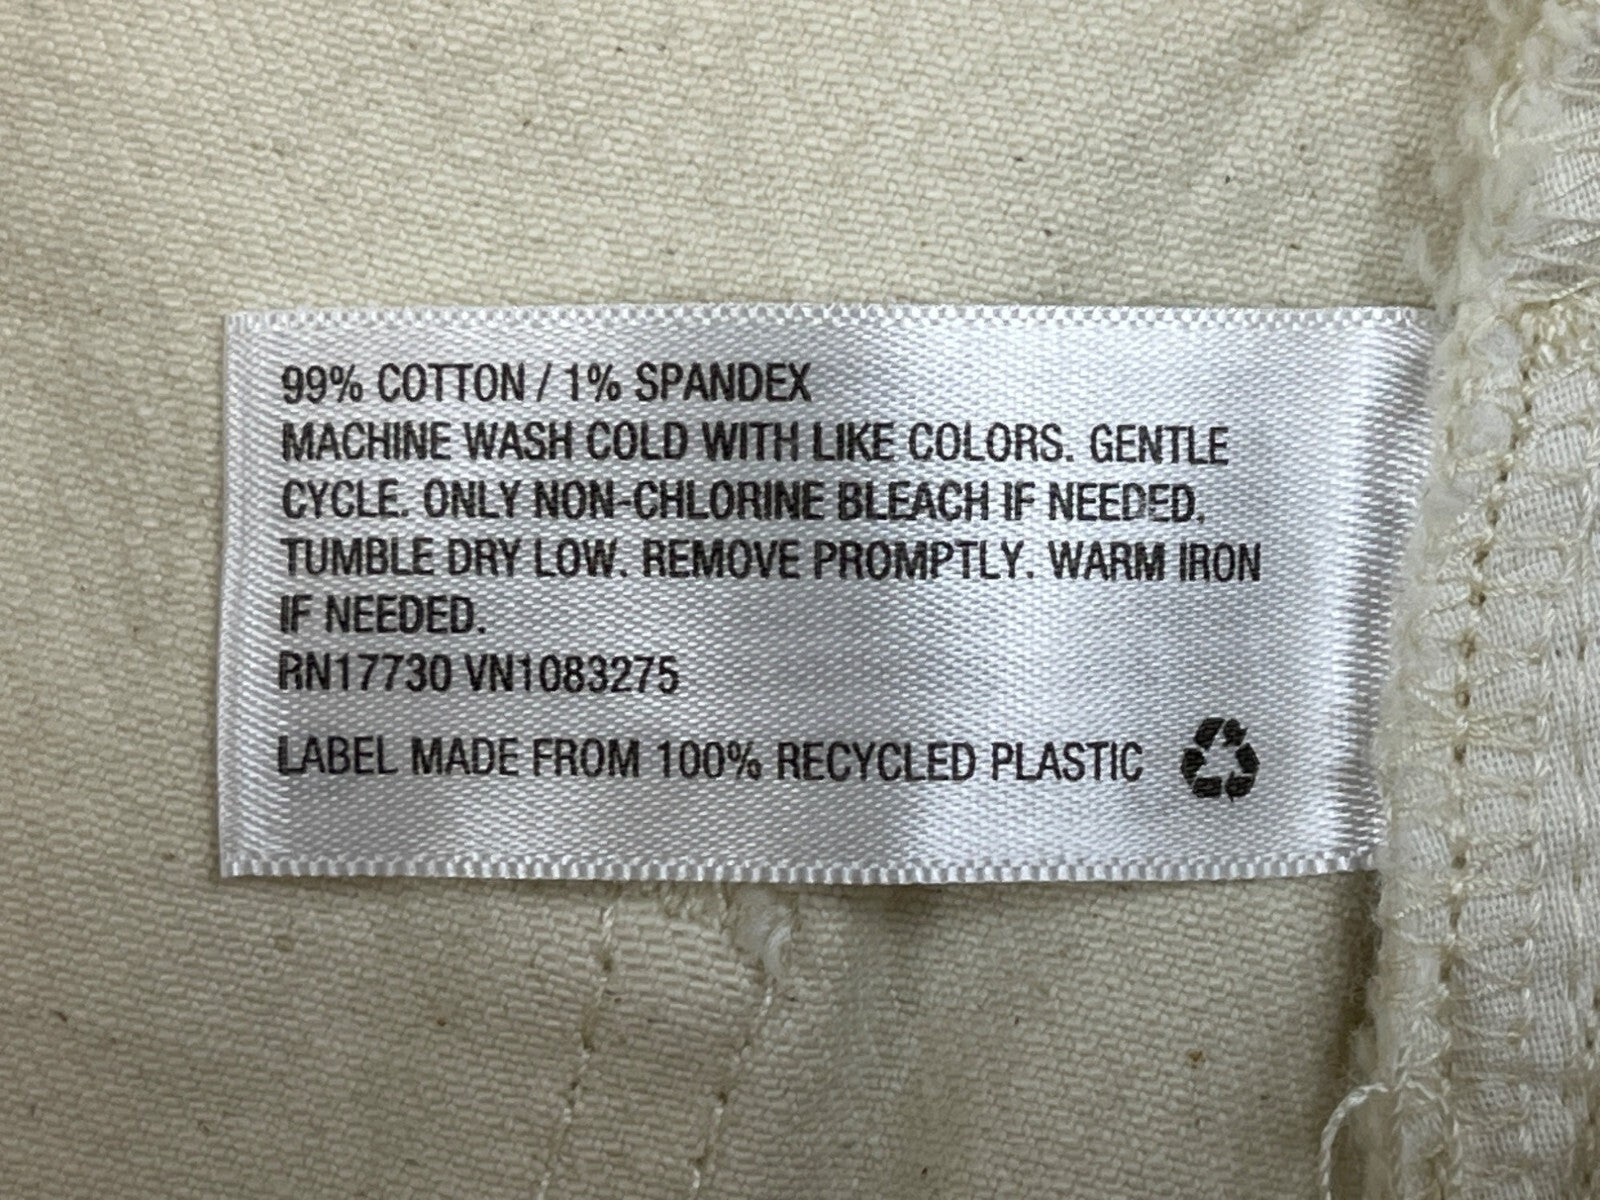 99% COTTON / 1% SPANDEX
MACHINE WASH COLD WITH LIKE COLORS. GENTLE
CYCLE. ONLY NON-CHLORINE BLEACH IF NEEDED.
TUMBLE DRY LOW. REMOVE PROMPTLY. WARM IRON
IF NEEDED.
RN17730 VN1083275
LABEL MADE FROM 100% RECYCLED PLASTIC